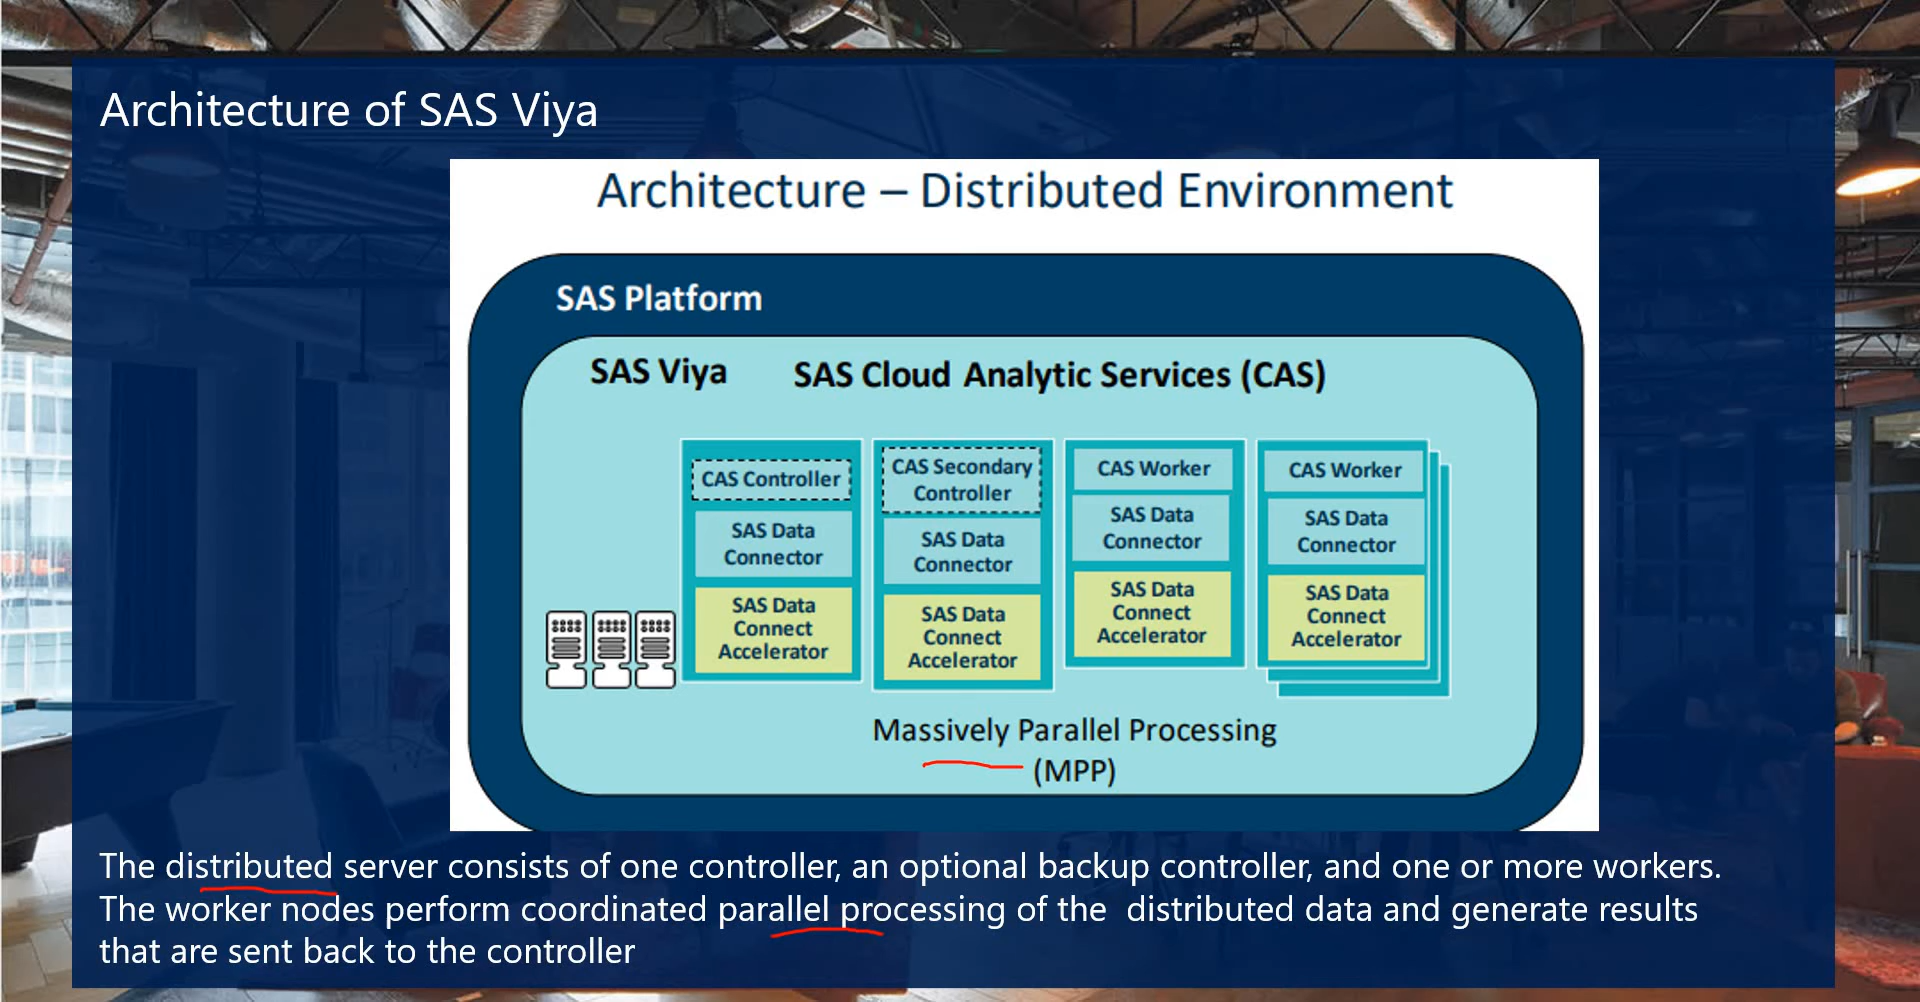 Architecture of SAS Viya
Architecture – Distributed Environment
SAS Platform
SAS Viya
SAS Cloud Analytic Services (CAS)
CAS Controller
SAS Data
Connector
SAS Data
Connect
Accelerator
CAS Secondary
Controller
SAS Data
Connector
SAS Data
Connect
Accelerator
CAS Worker
SAS Data
Connector
SAS Data
Connect
Accelerator
CAS Worker
SAS Data
Connector
SAS Data
Connect
Accelerator
Massively Parallel Processing
(MPP)
The distributed server consists of one controller, an optional backup controller, and one or more workers.
The worker nodes perform coordinated parallel processing of the  distributed data and generate results
that are sent back to the controller